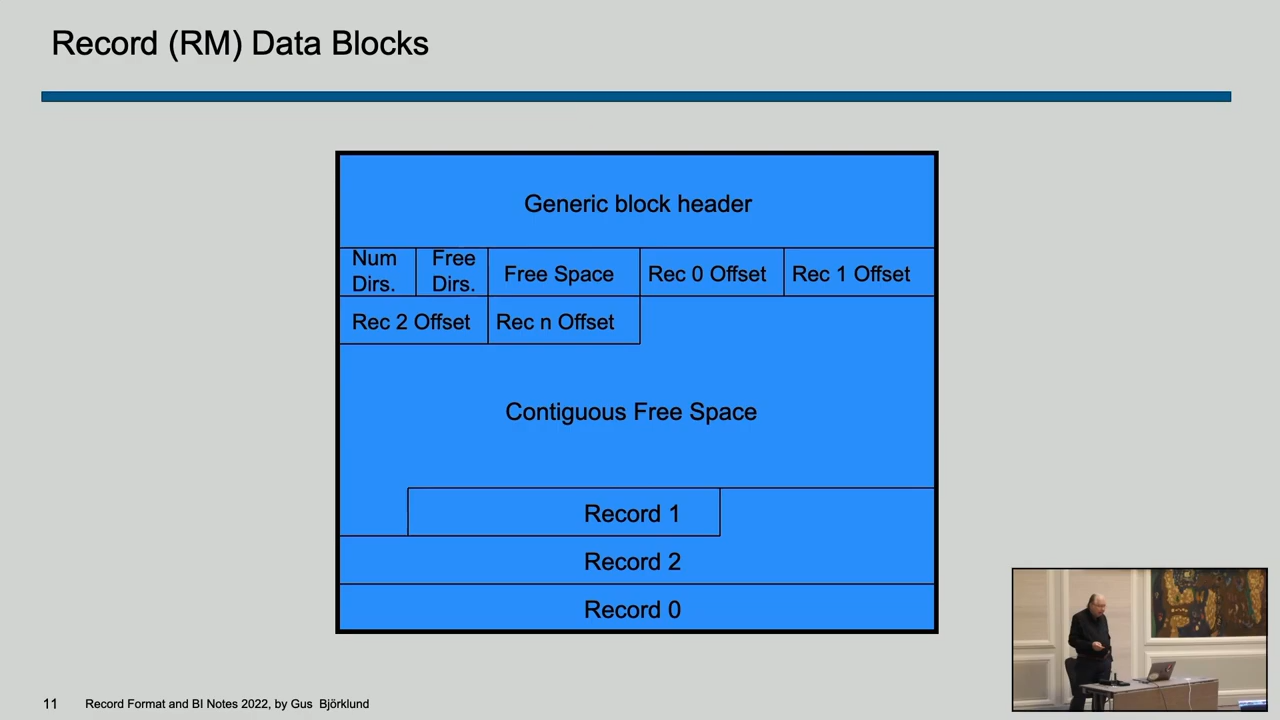 Record (RM) Data Blocks
Generic block header
Num
Dirs.
Free
Dirs.
Free Space
Rec 0 Offset
Rec 1 Offset
Rec 2 Offset
Rec n Offset
Contiguous Free Space
Record 1
Record 2
Record 0
11
Record Format and BI Notes 2022, by Gus Björklund